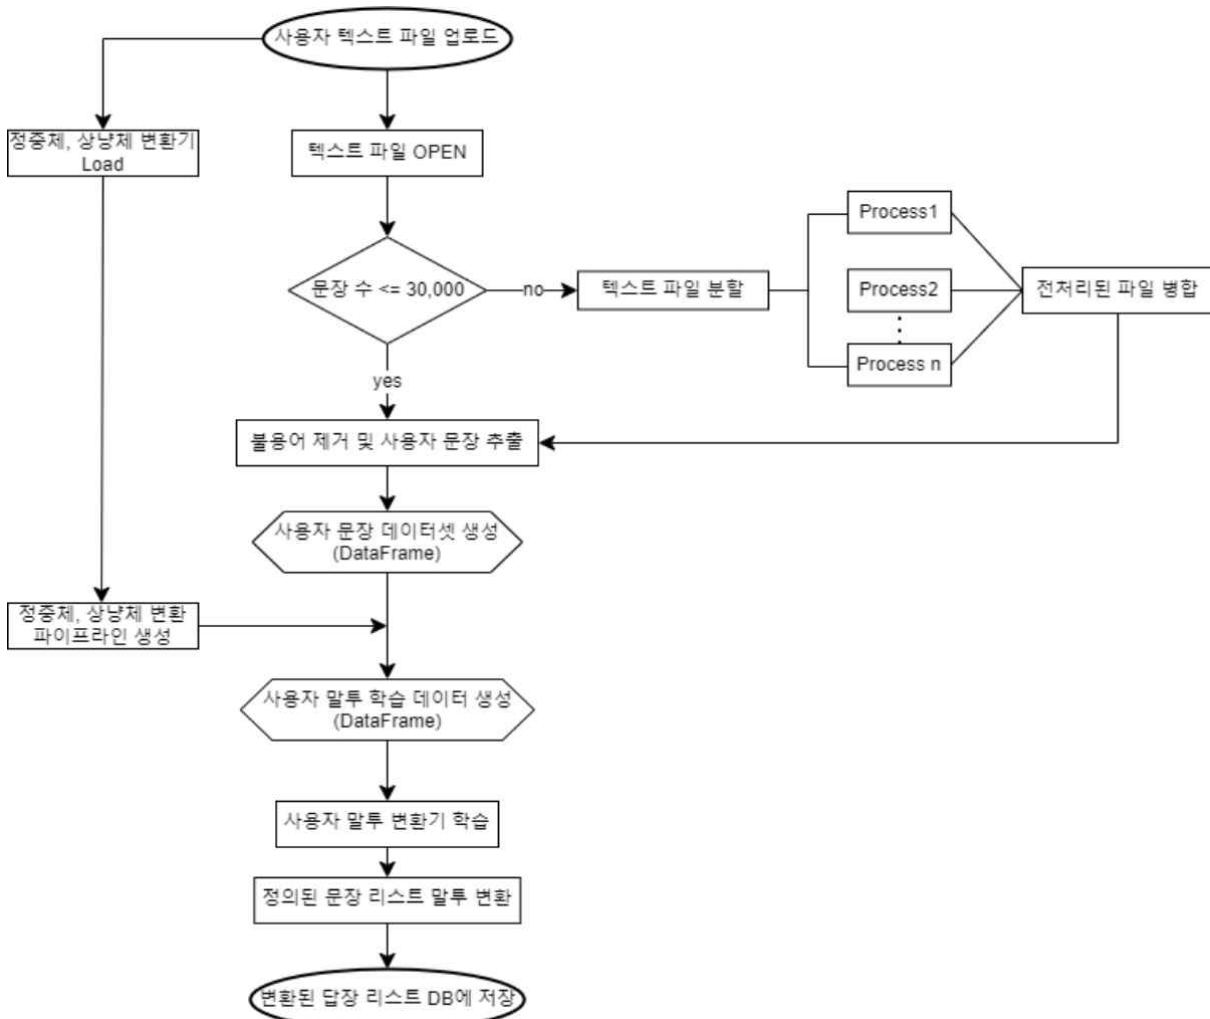 사용자 텍스트 파일 업로드
정중체, 상냥체 변환기
Load
텍스트 파일 OPEN
문장 수 <= 30,000
no
텍스트 파일 분할
Process1
Process2
Process n
전처리된 파일 병합
yes
불용어 제거 및 사용자 문장 추출
사용자 문장 데이터셋 생성
(DataFrame)
정중체, 상냥체 변환
파이프라인 생성
사용자 말투 학습 데이터 생성
(DataFrame)
사용자 말투 변환기 학습
정의된 문장 리스트 말투 변환
변환된 답장 리스트 DB에 저장